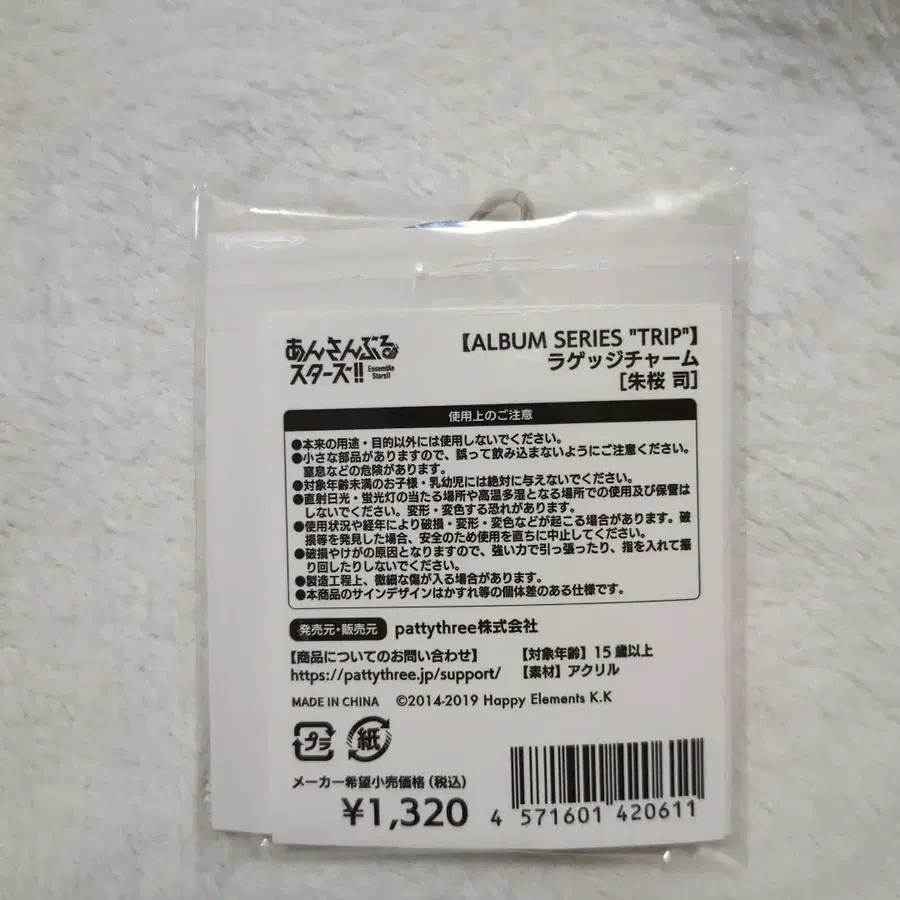 あんさんぶる
スターズ!!
Ensemble
Stars!!
【ALBUM SERIES "TRIP"】
ラゲッジチャーム
[朱桜 司]
使用上のご注意
●本来の用途・目的以外には使用しないでください。
●小さな部品がありますので、誤って飲み込まないようにご注意ください。
窒息などの危険があります。
●対象年齢未満のお子様・乳幼児には絶対に与えないでください。
●直射日光・蛍光灯の当たる場所や高温多湿となる場所での使用及び保管は
しないでください。変形・変色する恐れがあります。
●使用状況や経年により破損・変形・変色などが起こる場合があります。破
損等を発見した場合、安全のため使用を直ちに中止してください。
●破損やけがの原因となりますので、強い力で引っ張ったり、指を入れて振
り回したりしないでください。
●製造工程上、微細な傷が入る場合があります。
●本商品のサインデザインはかすれ等の個体差のある仕様です。
発売元・販売元 pattythree株式会社
【商品についてのお問い合わせ】 【対象年齢】 15歳以上
https://pattythree.jp/support/ 【素材】 アクリル
MADE IN CHINA ©2014-2019 Happy Elements K.K
プラ 紙
メーカー希望小売価格(税込)
¥1,320
4 571601 420611